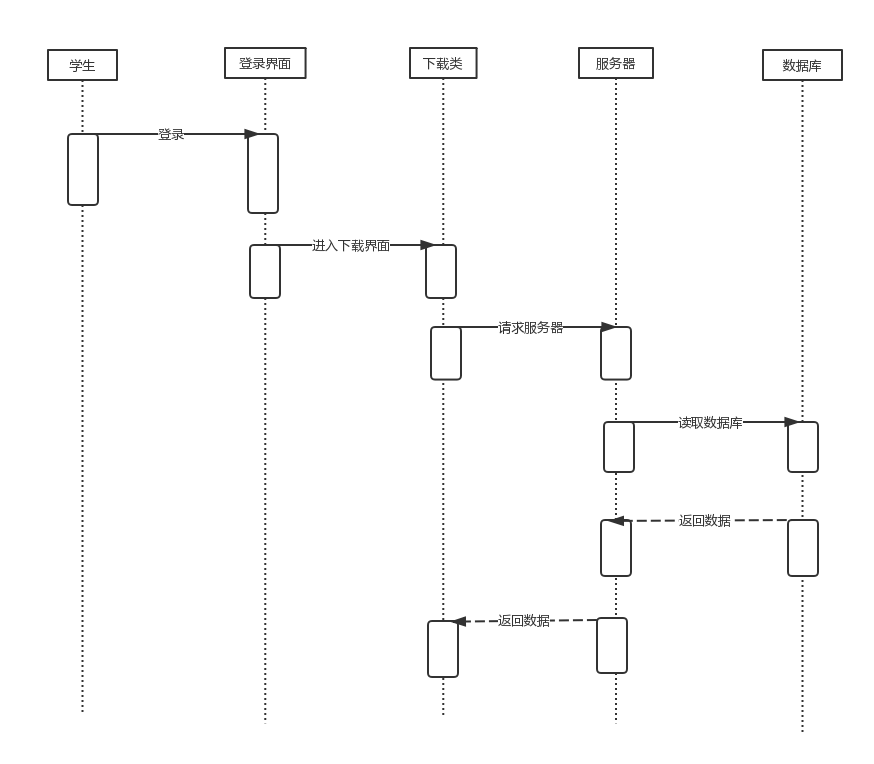 学生
登录界面
下载类
服务器
数据库
登录
进入下载界面
请求服务器
读取数据库
返回数据
返回数据